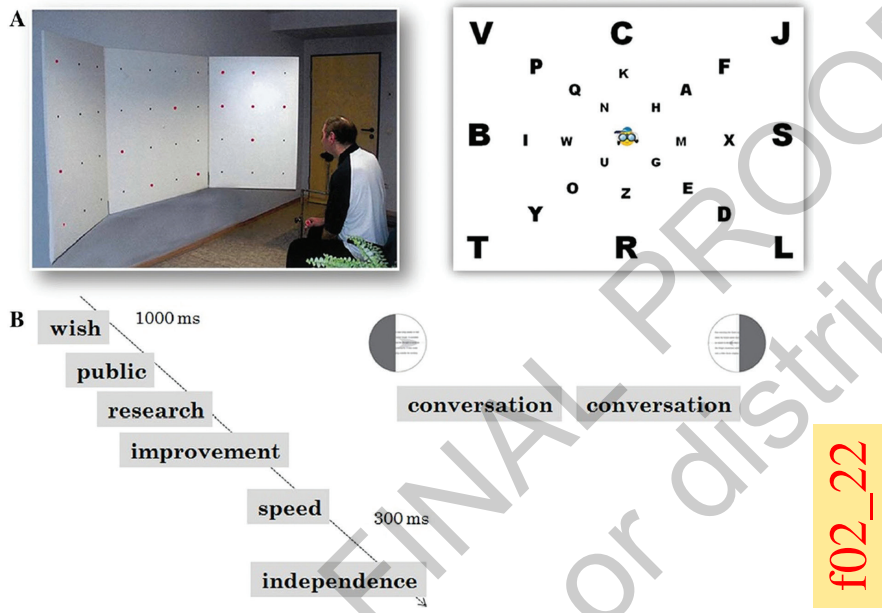 A
V C J
P K F
Q A
N H
B I W M X S
U G
O Z E
Y D
T R L
B
1000 ms
wish
public
research
improvement
speed
300 ms
independence
conversation conversation
FINAL PROOF
or distrib
f02_22